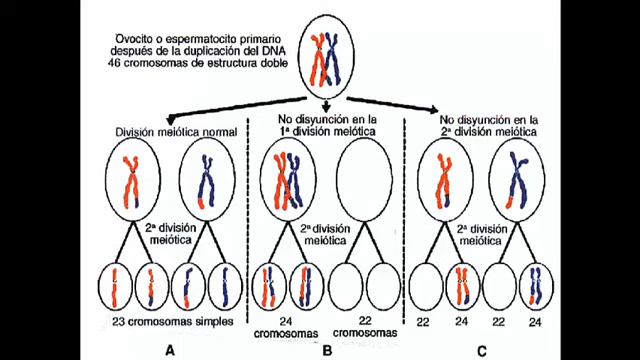 Ovocito o espermatocito primario
después de la duplicación del DNA
46 cromosomas de estructura doble
División meiótica normal
No disyunción en la
1ª división meiótica
No disyunción en la
2ª división meiótica
2ª división
meiótica
2ª división
meiótica
2ª división
meiótica
23 cromosomas simples
24
cromosomas
22
cromosomas
22
24
22
24
A
B
C